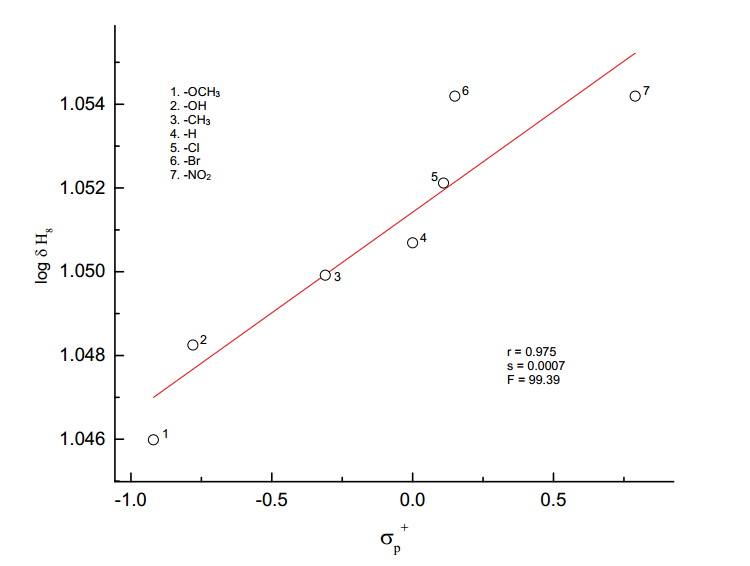 1. -OCH₃
2. -OH
3. -CH₃
4. -H
5. -Cl
6. -Br
7. -NO₂
1.054
1.052
1.050
1.048
1.046
log δ H₈
6
7
5
4
3
2
1
r = 0.975
s = 0.0007
F = 99.39
-1.0
-0.5
0.0
0.5
σₚ⁺